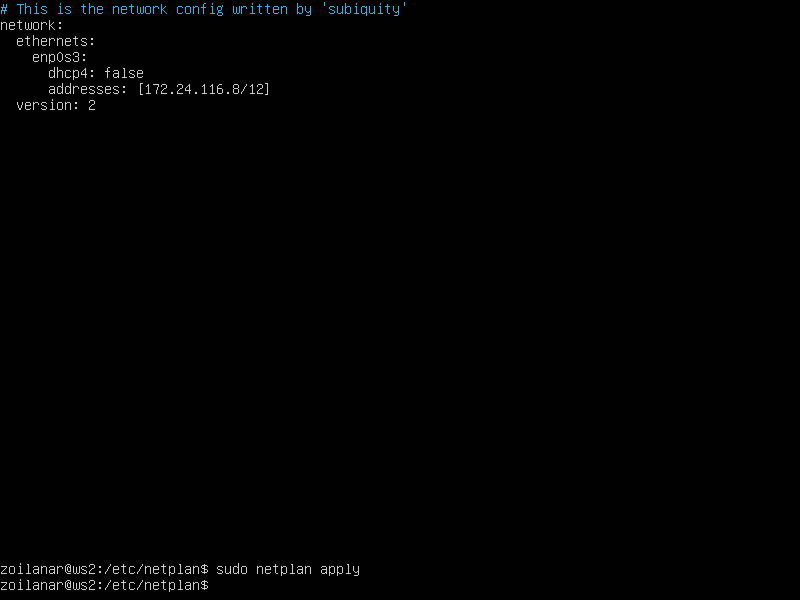 # This is the network config written by 'subiquity'
network:
  ethernets:
    enp0s3:
      dhcp4: false
      addresses: [172.24.116.8/12]
  version: 2
zoilanar@ws2:/etc/netplan$ sudo netplan apply
zoilanar@ws2:/etc/netplan$